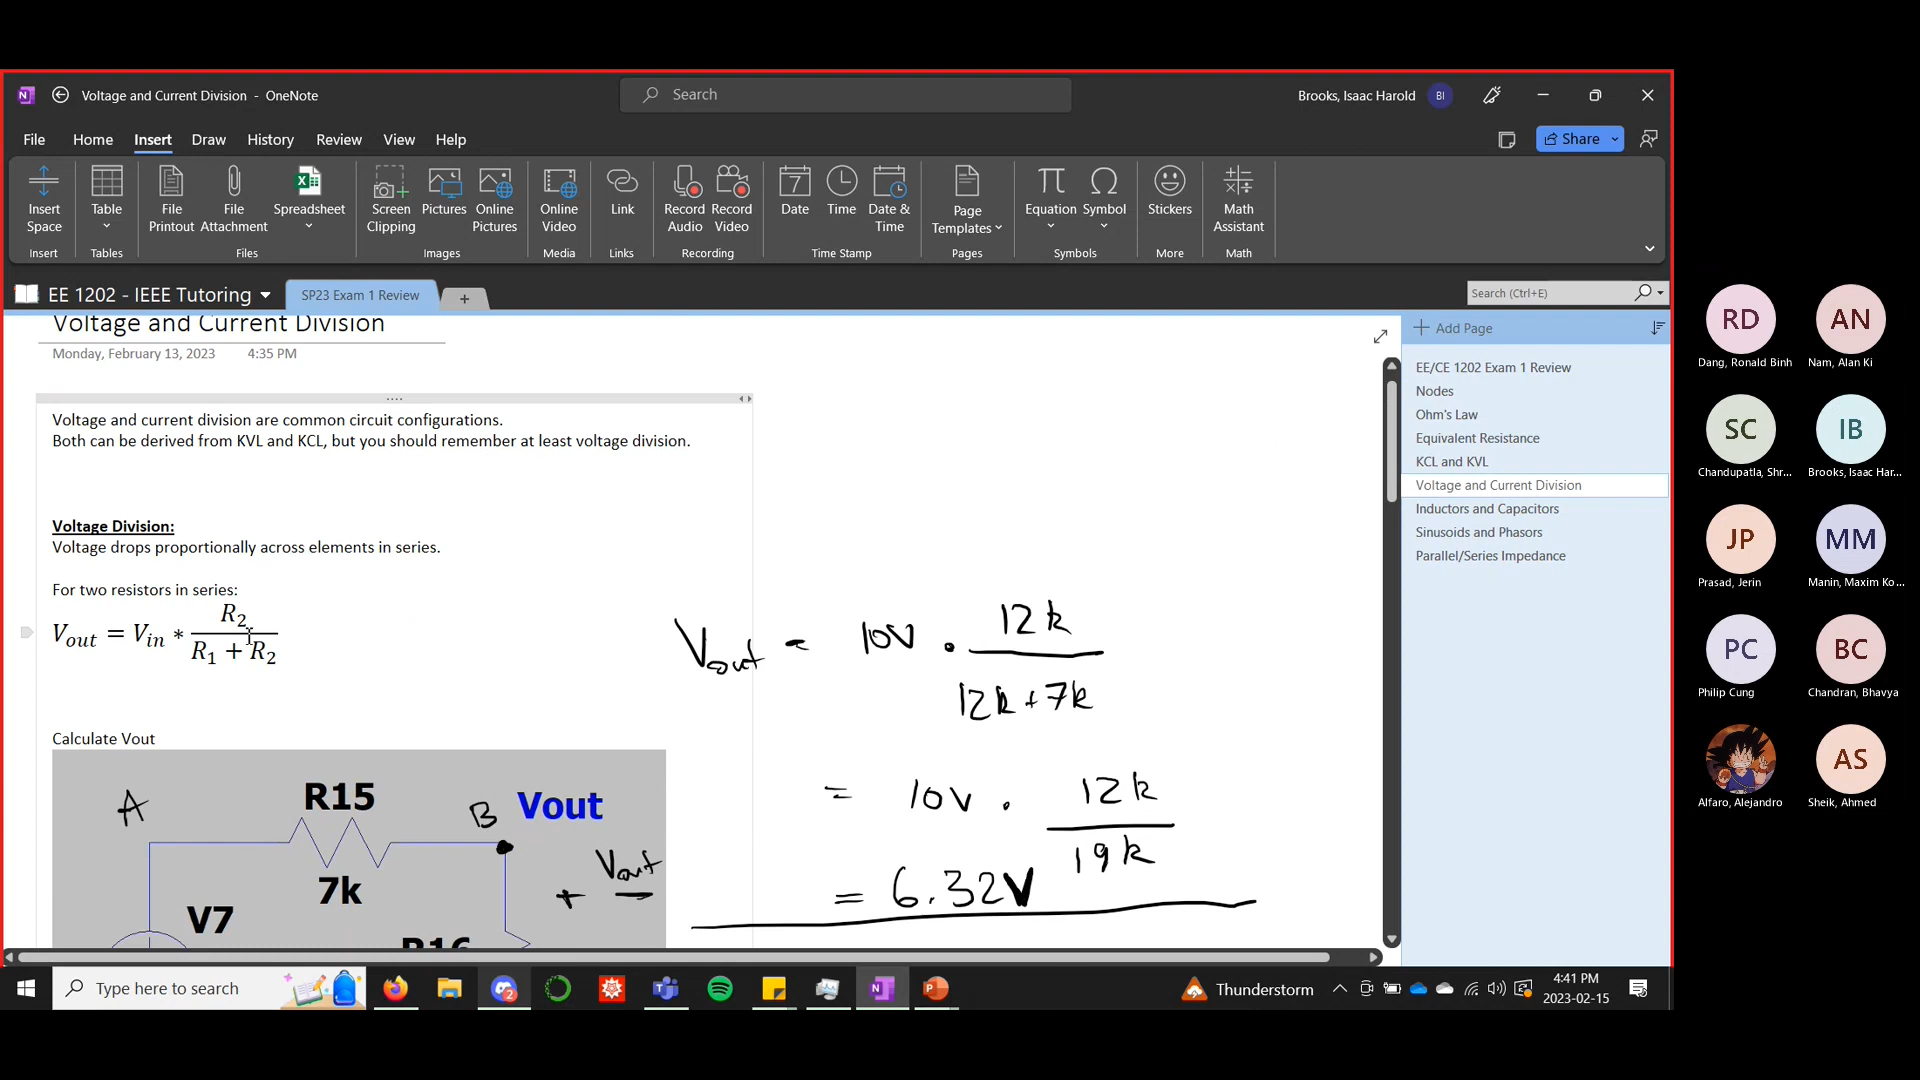 Voltage and Current Division - OneNote
Search
Brooks, Isaac Harold
BI
File Home Insert Draw History Review View Help
Share
Insert Space
Table
File Printout
File Attachment
Spreadsheet
Screen Clipping
Pictures
Online Pictures
Online Video
Link
Record Audio
Record Video
Date
Time
Date & Time
Page Templates
Equation
Symbol
Stickers
Math Assistant
Insert Tables Files Images Media Links Recording Time Stamp Pages Symbols More Math
EE 1202 - IEEE Tutoring
SP23 Exam 1 Review
+
Search (Ctrl+E)
Voltage and Current Division
Monday, February 13, 2023 4:35 PM
Voltage and current division are common circuit configurations.
Both can be derived from KVL and KCL, but you should remember at least voltage division.
Voltage Division:
Voltage drops proportionally across elements in series.
For two resistors in series:
V_out = V_in * R_2 / (R_1 + R_2)
Calculate Vout
A
R15
B
Vout
7k
Vout
+ —
V7
R16
Vout = 10V · 12k / (12k + 7k)
= 10V · 12k / 19k
= 6.32V
Add Page
EE/CE 1202 Exam 1 Review
Nodes
Ohm's Law
Equivalent Resistance
KCL and KVL
Voltage and Current Division
Inductors and Capacitors
Sinusoids and Phasors
Parallel/Series Impedance
RD
Dang, Ronald Binh
AN
Nam, Alan Ki
SC
Chandupatla, Shr...
IB
Brooks, Isaac Har...
JP
Prasad, Jerin
MM
Manin, Maxim Ko...
PC
Philip Cung
BC
Chandran, Bhavya
Alfaro, Alejandro
AS
Sheik, Ahmed
Type here to search
Thunderstorm
4:41 PM
2023-02-15